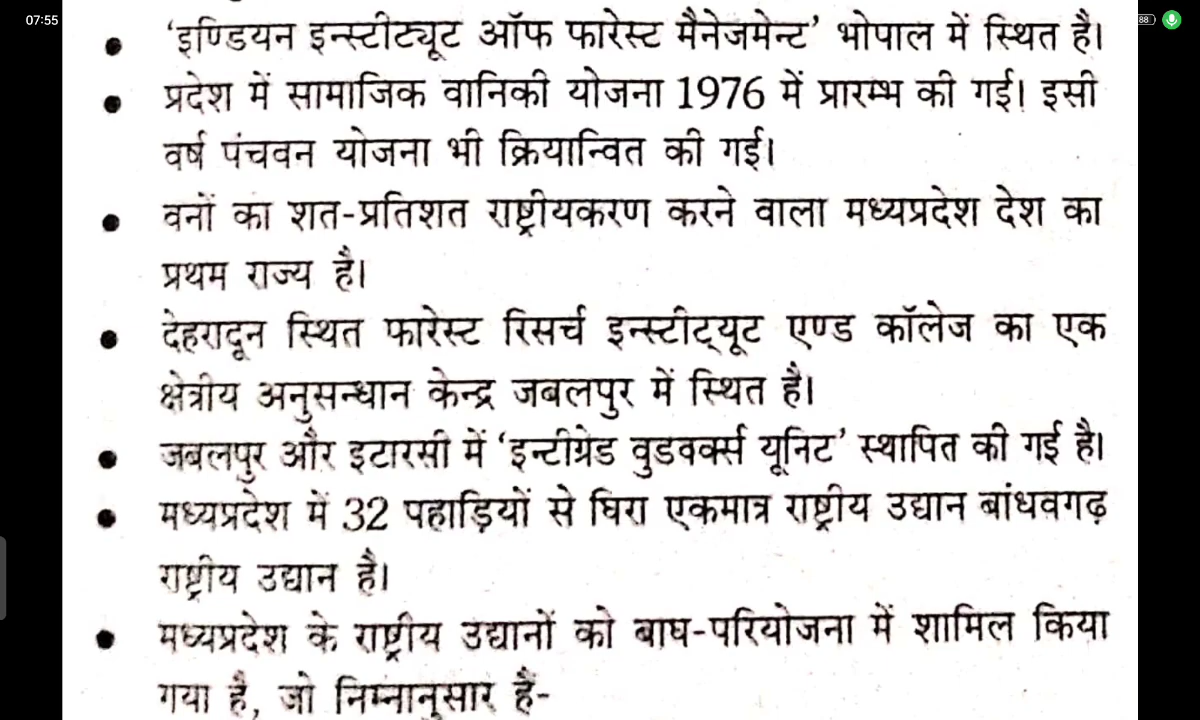 07:55
88
• 'इण्डियन इन्स्टीट्यूट ऑफ फारेस्ट मैनेजमेन्ट' भोपाल में स्थित है।
• प्रदेश में सामाजिक वानिकी योजना 1976 में प्रारम्भ की गई। इसी
वर्ष पंचवन योजना भी क्रियान्वित की गई।
• वनों का शत-प्रतिशत राष्ट्रीयकरण करने वाला मध्यप्रदेश देश का
प्रथम राज्य है।
• देहरादून स्थित फारेस्ट रिसर्च इन्स्टीट्यूट एण्ड कॉलेज का एक
क्षेत्रीय अनुसन्धान केन्द्र जबलपुर में स्थित है।
• जबलपुर और इटारसी में 'इन्टीग्रेड वुडवर्क्स यूनिट' स्थापित की गई है।
• मध्यप्रदेश में 32 पहाड़ियों से घिरा एकमात्र राष्ट्रीय उद्यान बांधवगढ़
राष्ट्रीय उद्यान है।
• मध्यप्रदेश के राष्ट्रीय उद्यानों को बाघ-परियोजना में शामिल किया
गया है, जो निम्नानुसार हैं-